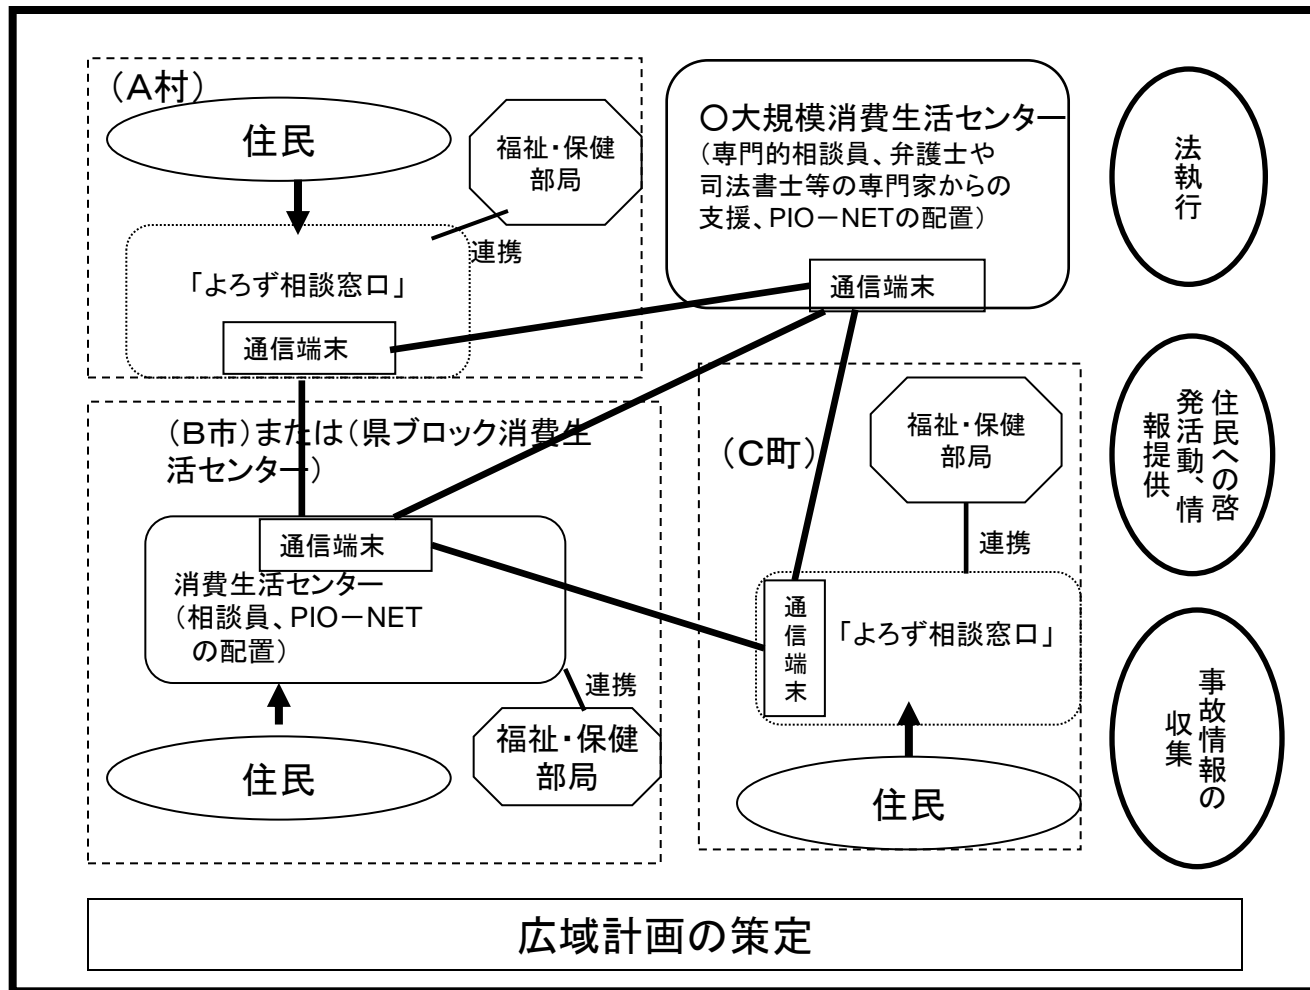 （A村）
住民
福祉・保健
部局
連携
「よろず相談窓口」
通信端末
〇大規模消費生活センター
（専門的相談員、弁護士や
司法書士等の専門家からの
支援、PIO－NETの配置）
通信端末
（B市）または（県ブロック消費生
活センター）
通信端末
消費生活センター
（相談員、PIO－NET
の配置）
連携
福祉・保健
部局
住民
（C町）
福祉・保健
部局
連携
通信端末
「よろず相談窓口」
住民
法執行
住民への啓
発活動、情
報提供
事故情報の
収集
広域計画の策定